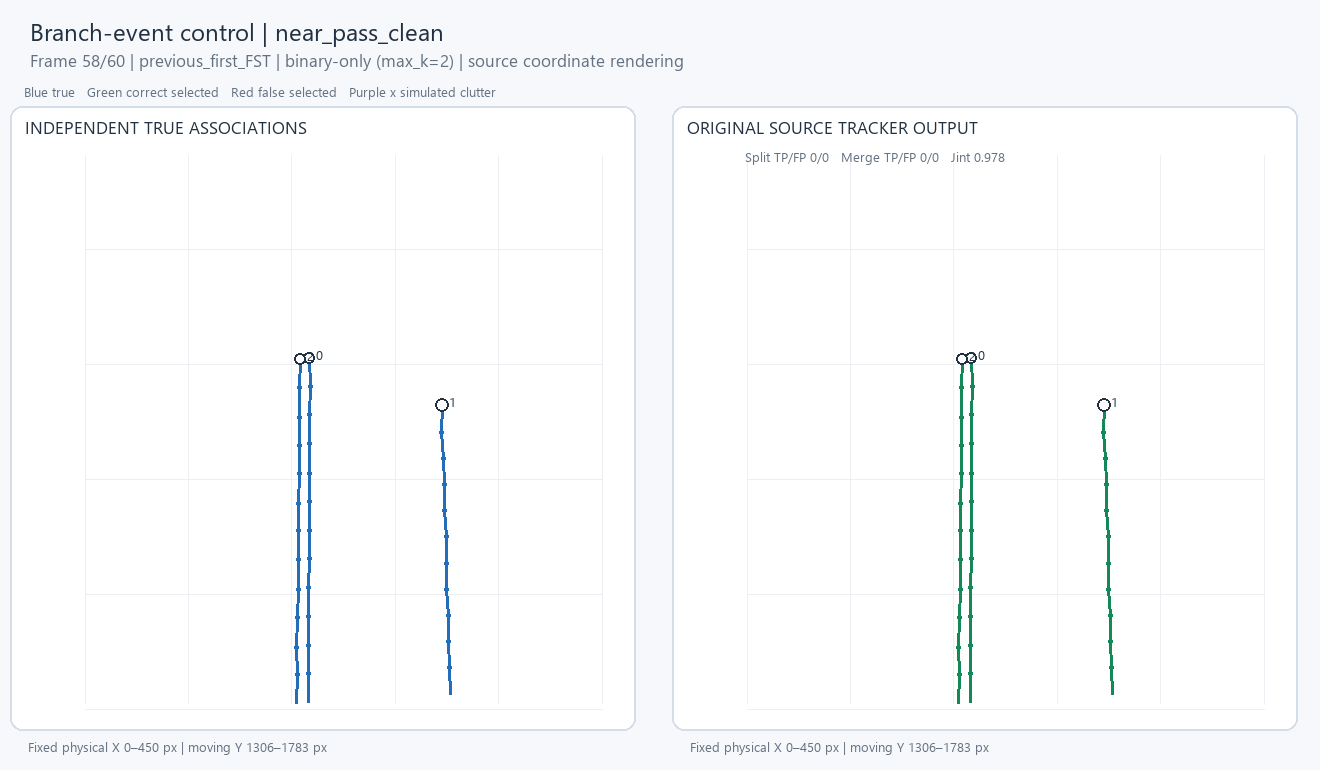 Branch-event control | near_pass_clean
Frame 58/60 | previous_first_FST | binary-only (max_k=2) | source coordinate rendering
Blue true   Green correct selected   Red false selected   Purple x simulated clutter
INDEPENDENT TRUE ASSOCIATIONS
0
1
Fixed physical X 0–450 px | moving Y 1306–1783 px
ORIGINAL SOURCE TRACKER OUTPUT
Split TP/FP 0/0   Merge TP/FP 0/0   Jint 0.978
0
1
Fixed physical X 0–450 px | moving Y 1306–1783 px